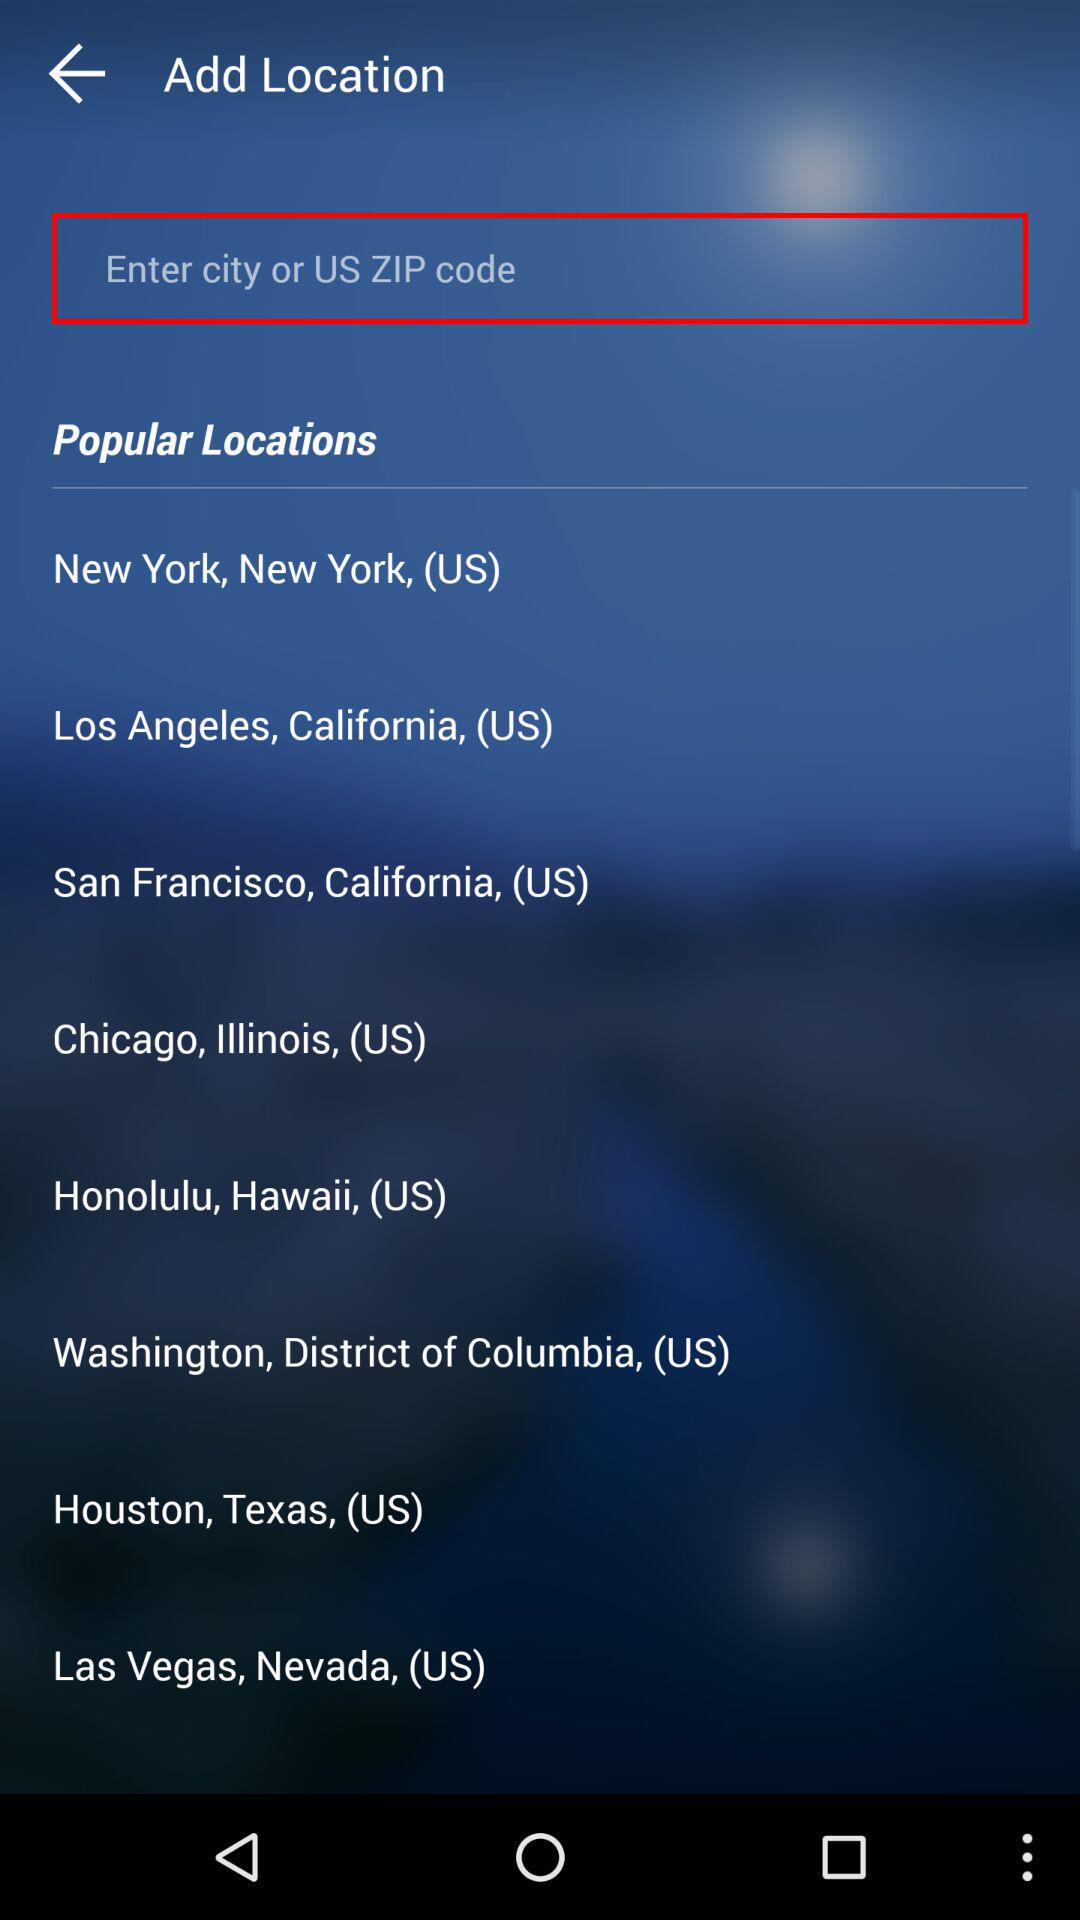 Add Location
Enter city or US ZIP code
Popular Locations
New York, New York, (US)
Los Angeles, California, (US)
San Francisco, California, (US)
Chicago, Illinois, (US)
Honolulu, Hawaii, (US)
Washington, District of Columbia, (US)
Houston, Texas, (US)
Las Vegas, Nevada, (US)